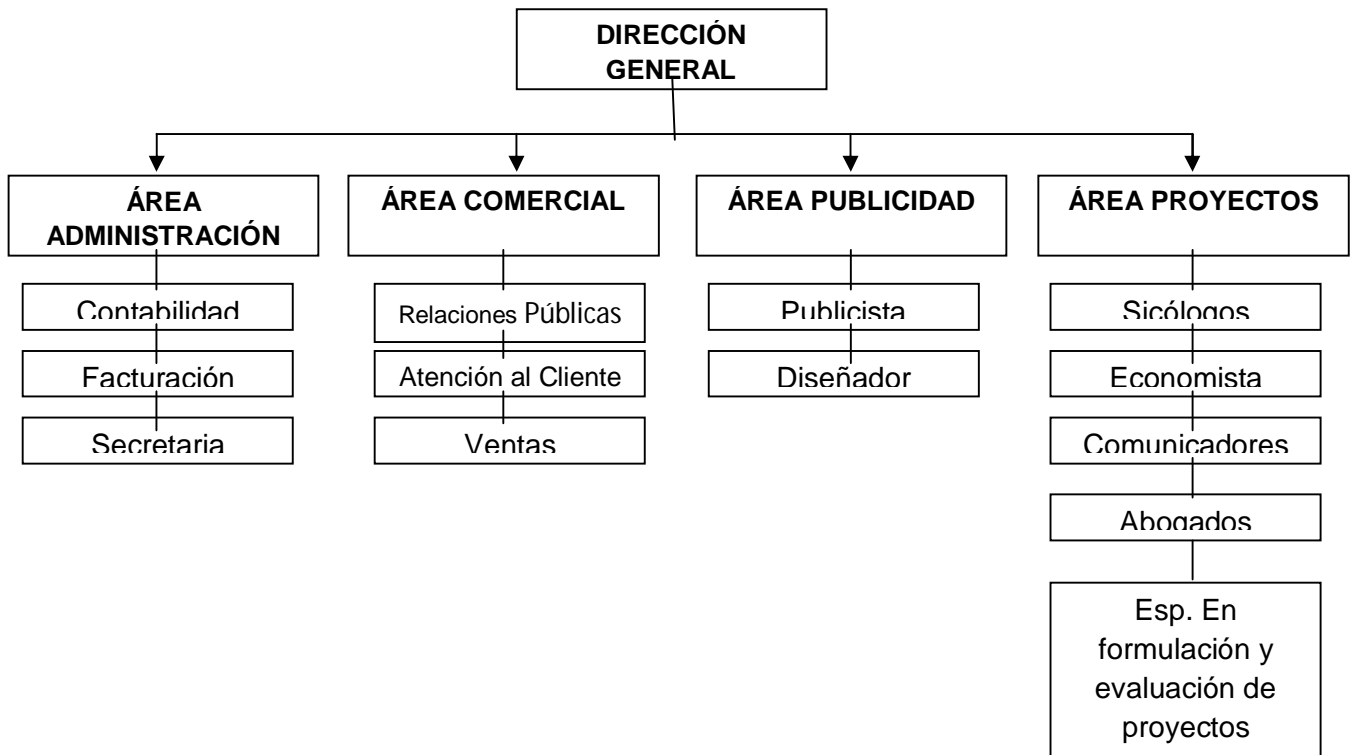 DIRECCIÓN
GENERAL
ÁREA
ADMINISTRACIÓN
Contabilidad
Facturación
Secretaria
ÁREA COMERCIAL
Relaciones Públicas
Atención al Cliente
Ventas
ÁREA PUBLICIDAD
Publicista
Diseñador
ÁREA PROYECTOS
Sicólogos
Economista
Comunicadores
Abogados
Esp. En
formulación y
evaluación de
proyectos